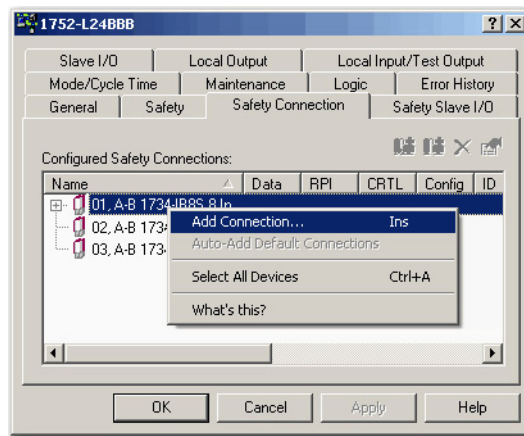 1752-L24BBB
Slave I/O Local Output Local Input/Test Output
Mode/Cycle Time Maintenance Logic Error History
General Safety Safety Connection Safety Slave I/O
Configured Safety Connections:
Name Data RPI CRTL Config ID
01, A-B 1734-IB8S 8 In
Add Connection... Ins
02, A-B 173
Auto-Add Default Connections
03, A-B 173
Select All Devices Ctrl+A
What's this?
OK Cancel Apply Help